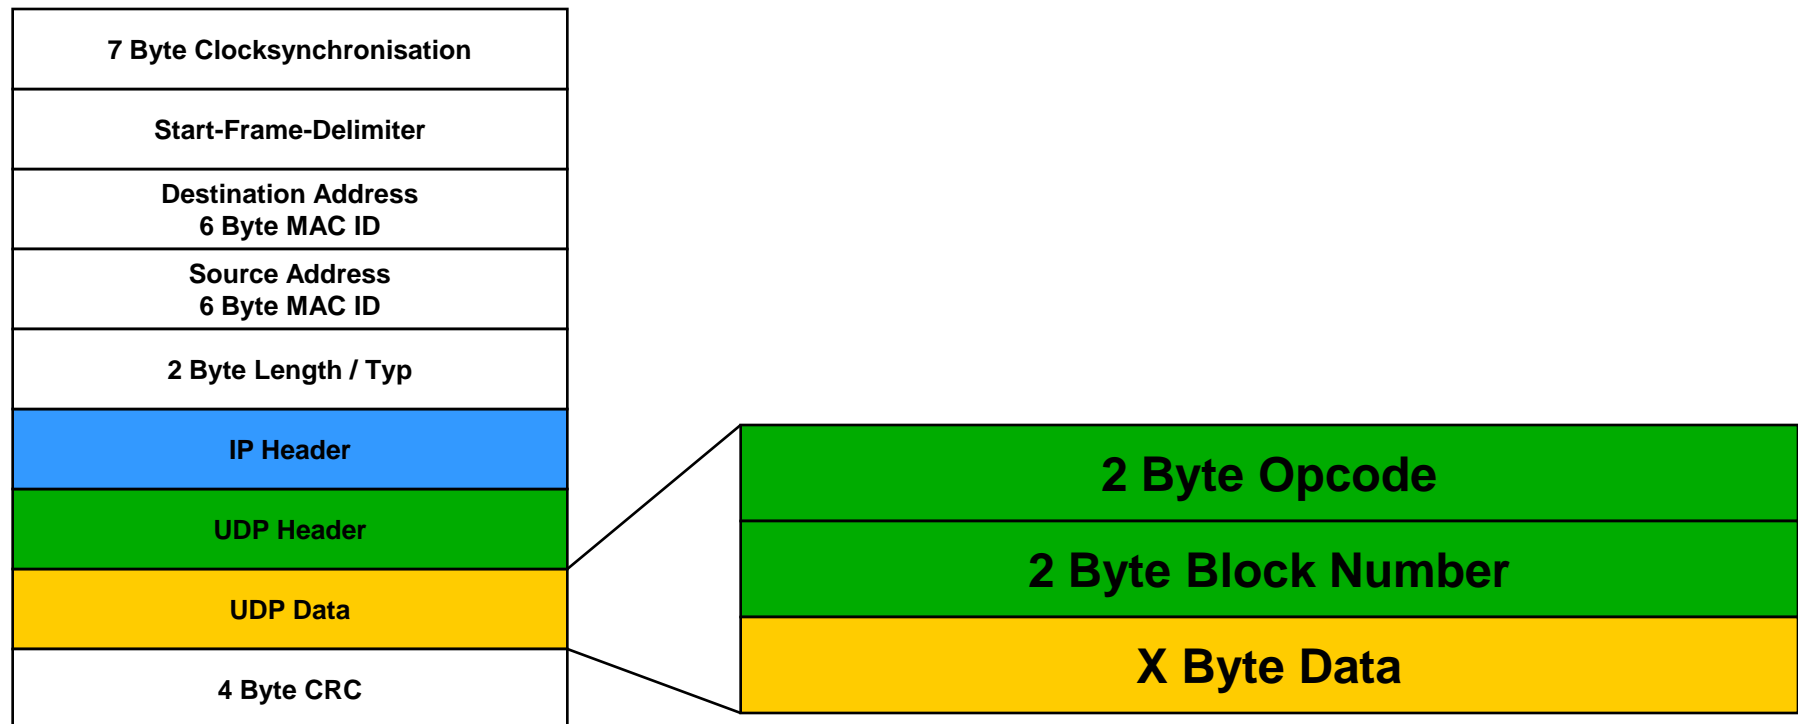 7 Byte Clocksynchronisation
Start-Frame-Delimiter
Destination Address
6 Byte MAC ID
Source Address
6 Byte MAC ID
2 Byte Length / Typ
IP Header
UDP Header
UDP Data
4 Byte CRC
2 Byte Opcode
2 Byte Block Number
X Byte Data